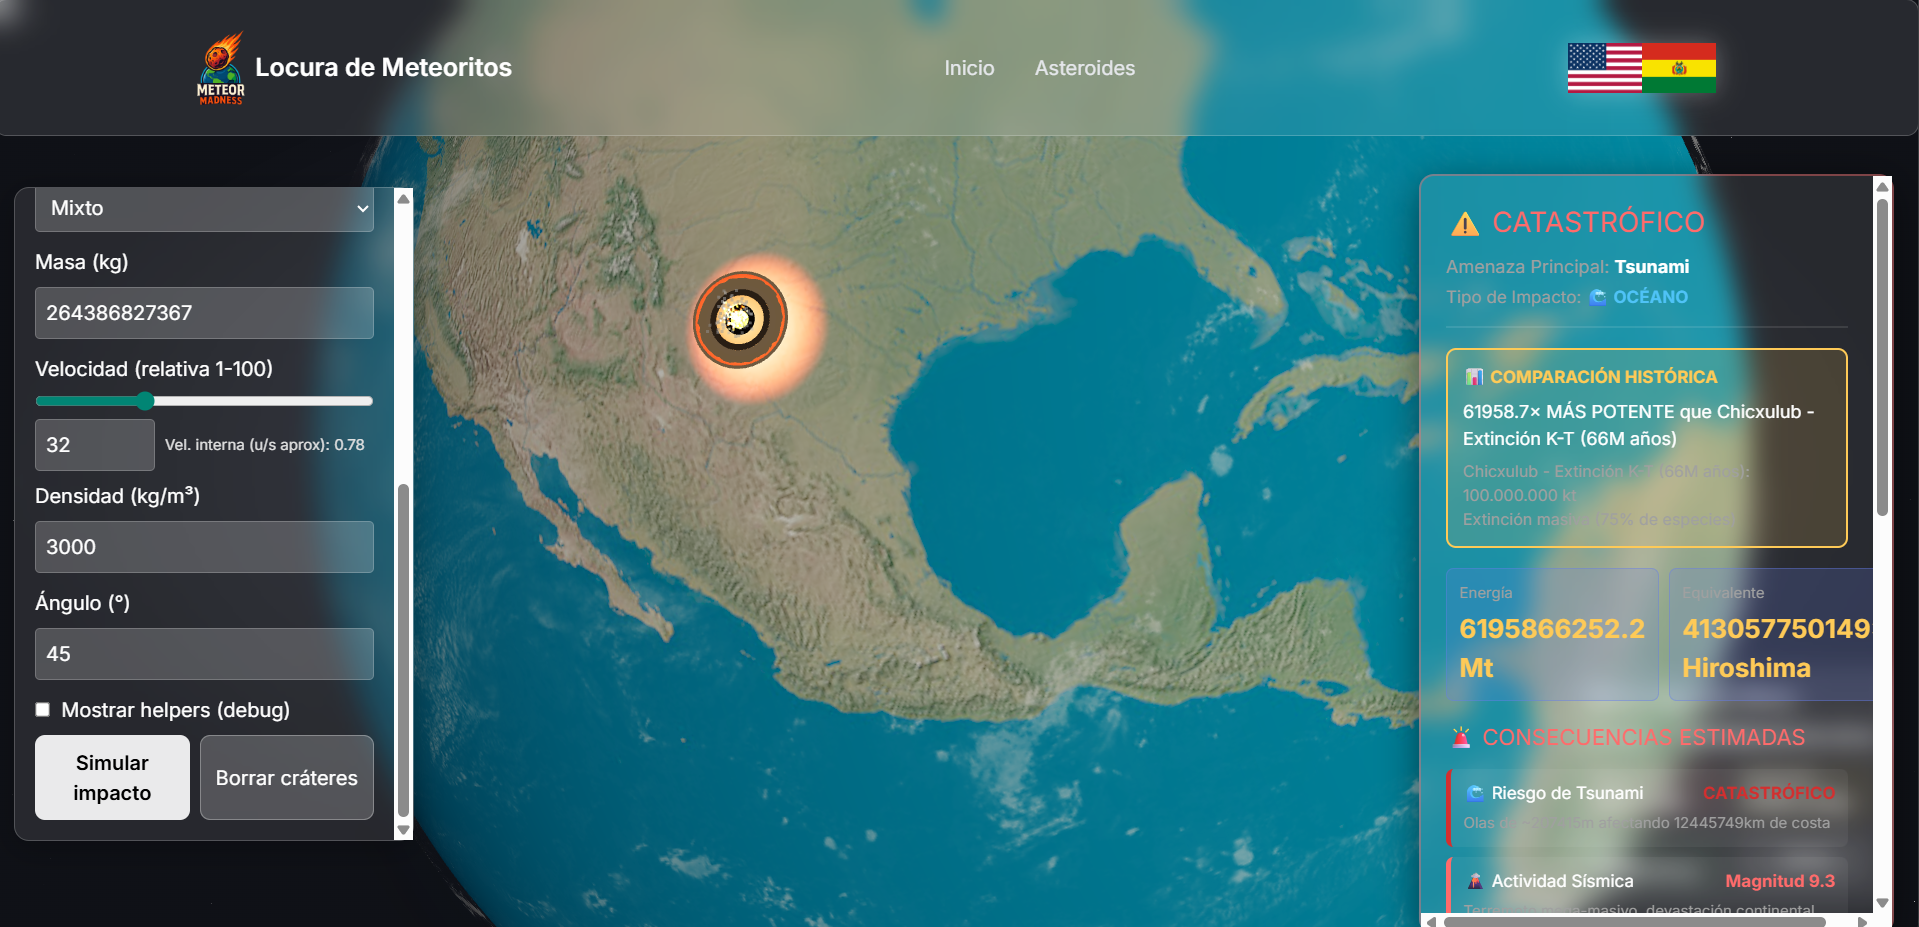 METEOR
MADNESS
Locura de Meteoritos
Inicio
Asteroides
Mixto
Masa (kg)
264386827367
Velocidad (relativa 1-100)
32
Vel. interna (u/s aprox): 0.78
Densidad (kg/m³)
3000
Ángulo (°)
45
Mostrar helpers (debug)
Simular
impacto
Borrar cráteres
CATASTRÓFICO
Amenaza Principal: Tsunami
Tipo de Impacto: OCÉANO
COMPARACIÓN HISTÓRICA
61958.7× MÁS POTENTE que Chicxulub -
Extinción K-T (66M años)
Chicxulub - Extinción K-T (66M años):
100.000.000 kt
Extinción masiva (75% de especies)
Energía
6195866252.2
Mt
Equivalente
413057750149
Hiroshima
CONSECUENCIAS ESTIMADAS
Riesgo de Tsunami
CATASTRÓFICO
Olas de afectando 12445749km de costa
Actividad Sísmica
Magnitud 9.3
Terremoto mega-masivo, devastación continental